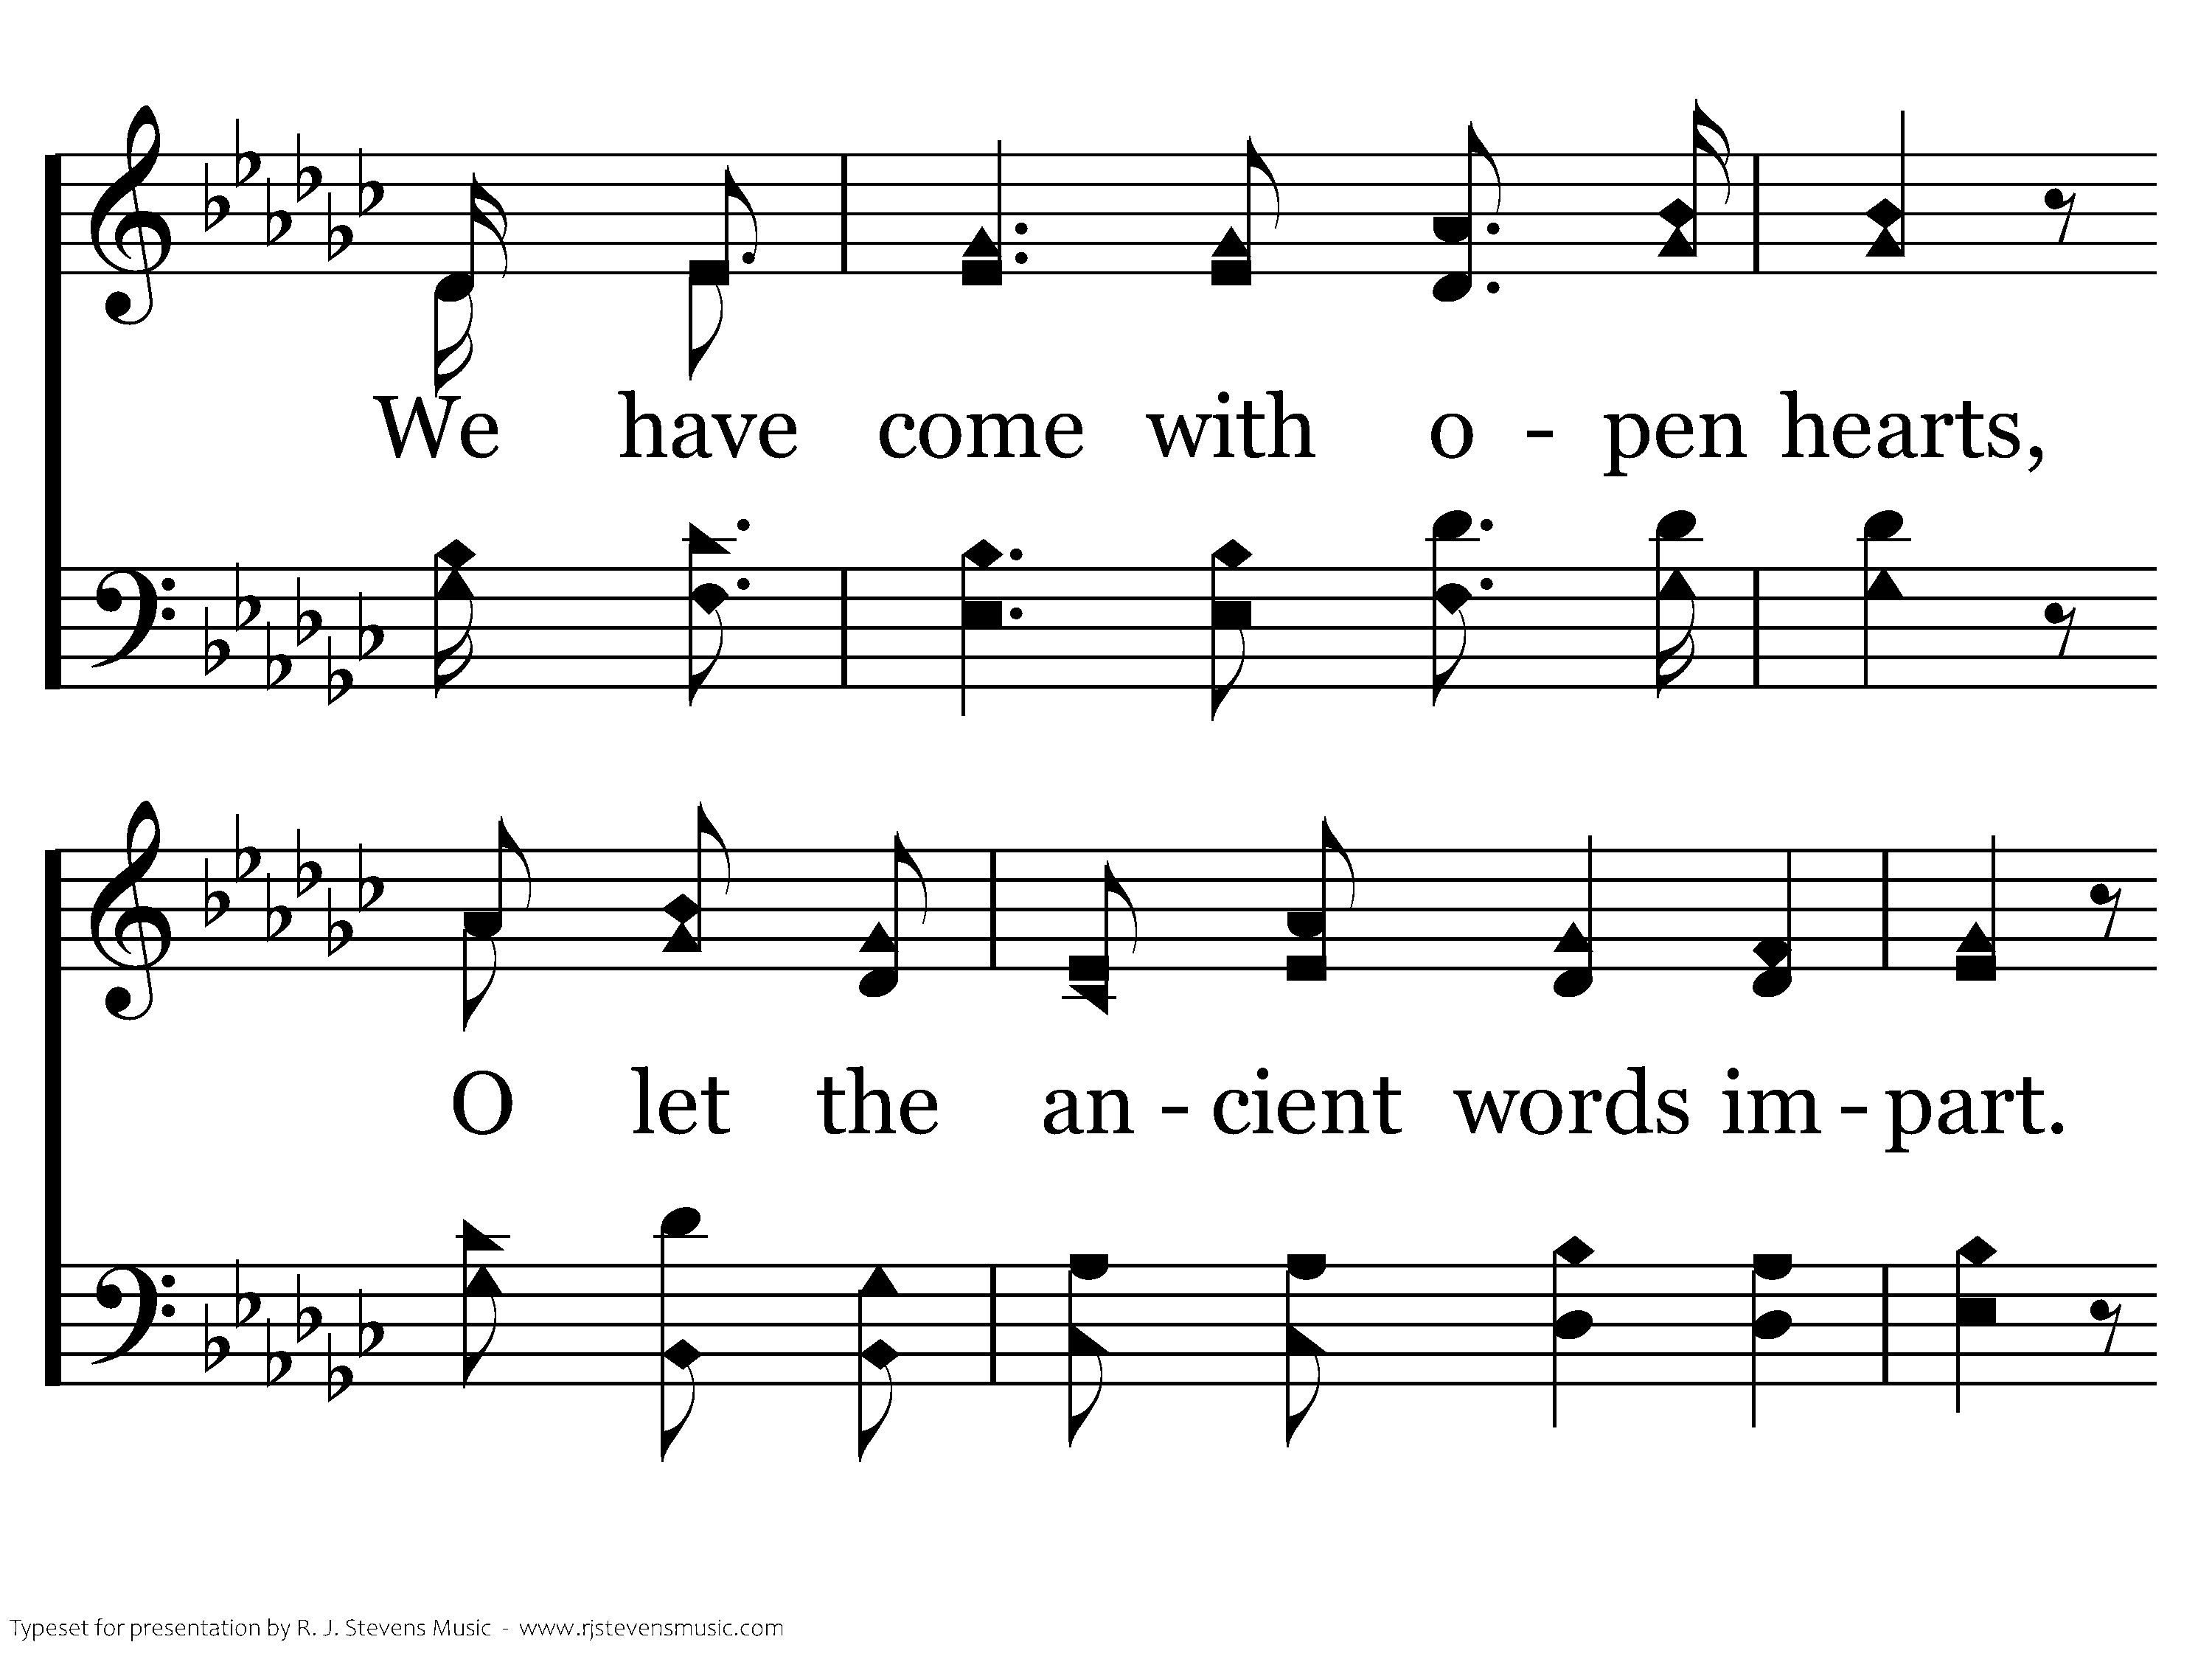 We have come with o - pen hearts,
O let the an - cient words im - part.
Typeset for presentation by R. J. Stevens Music - www.rjstevensmusic.com